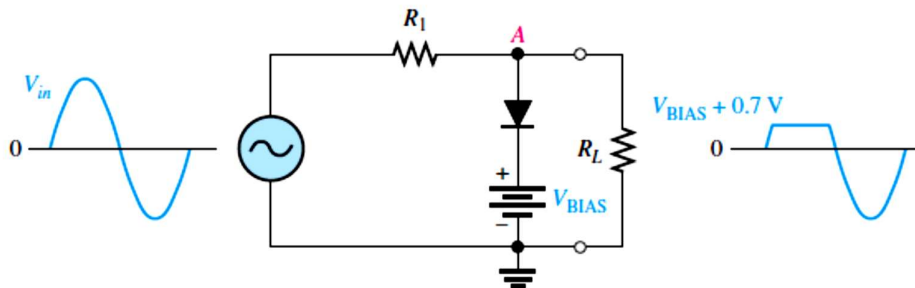 R1
A
Vin
0
VBIAS + 0.7 V
RL
0
+
VBIAS
−